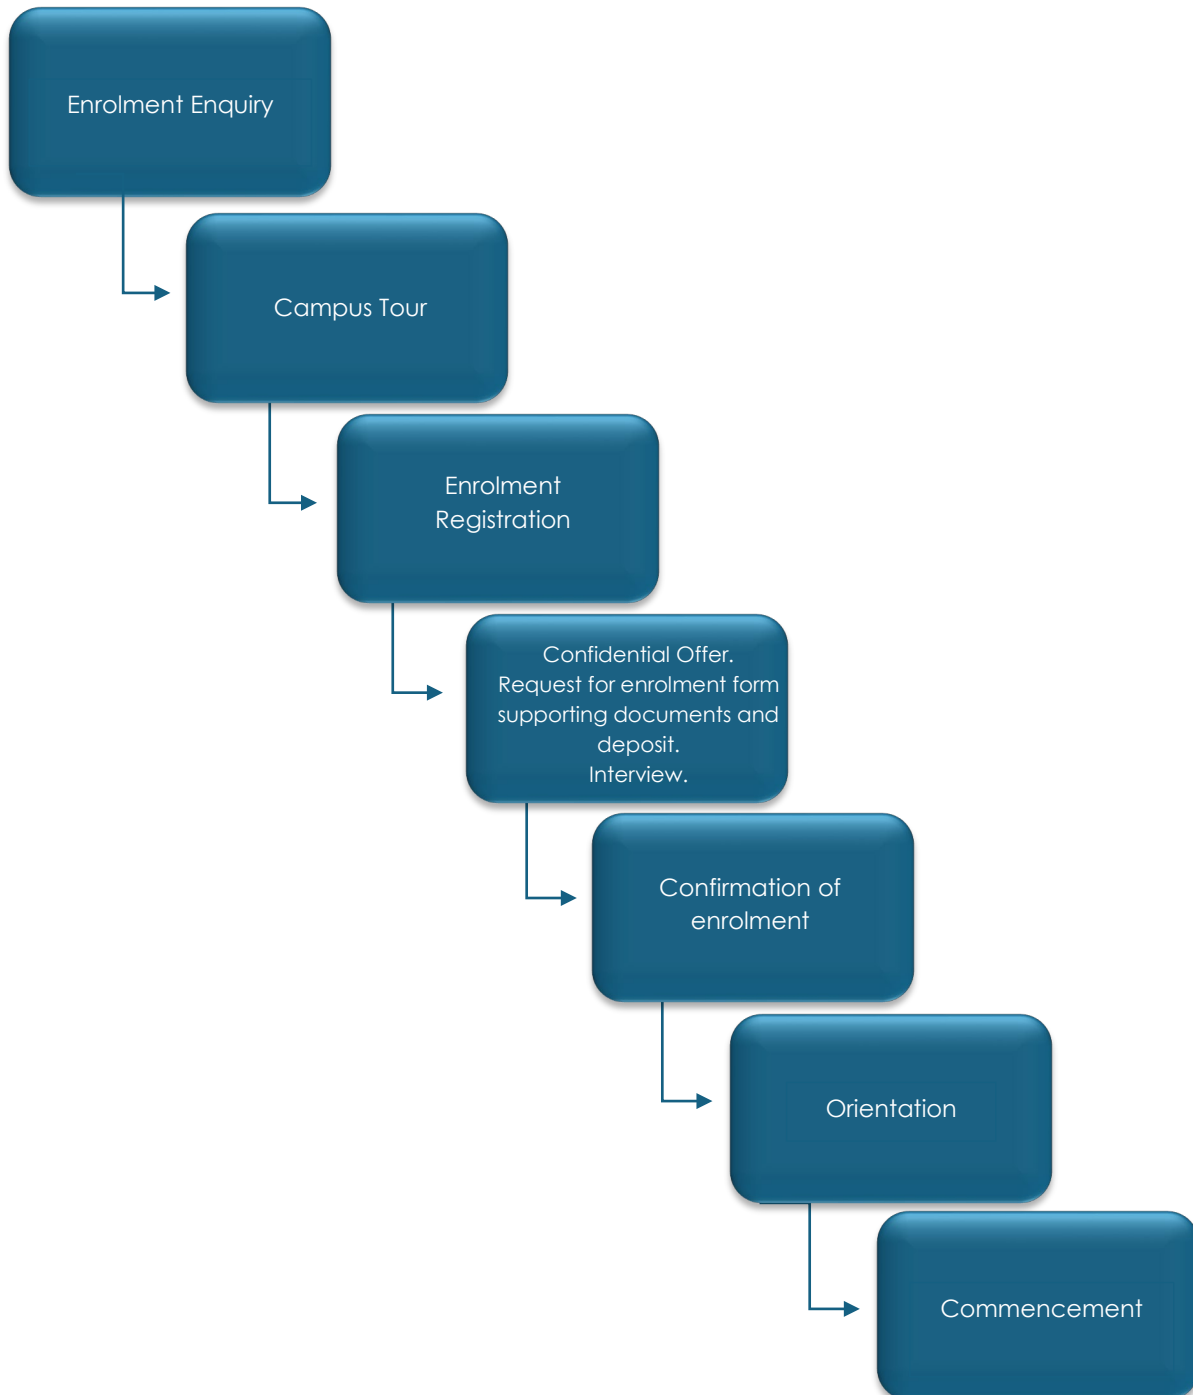 Enrolment Enquiry
Campus Tour
Enrolment
Registration
Confidential Offer.
Request for enrolment form
supporting documents and
deposit.
Interview.
Confirmation of
enrolment
Orientation
Commencement